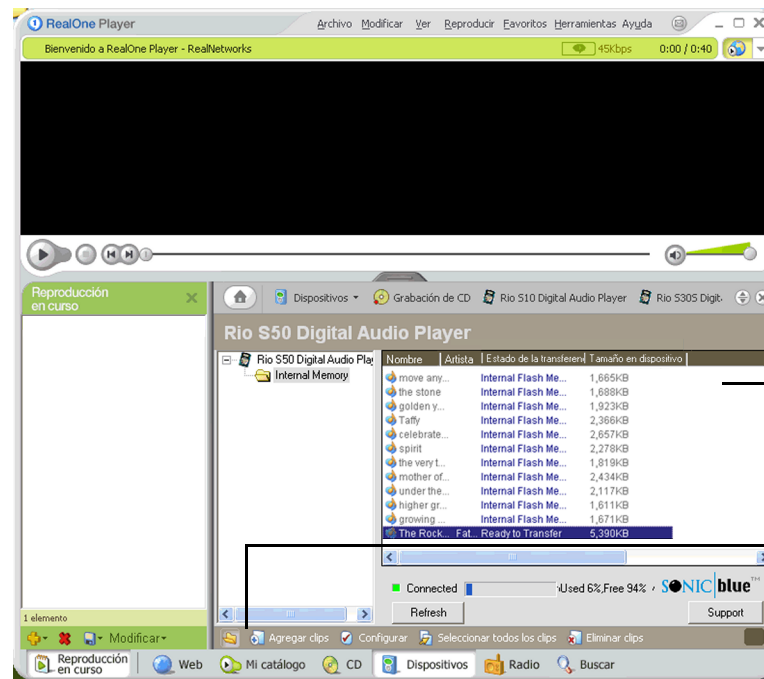 RealOne Player Archivo Modificar Ver Reproducir Favoritos Herramientas Ayuda
Bienvenido a RealOne Player - RealNetworks 45Kbps 0:00 / 0:40
Reproducción
en curso
Dispositivos Grabación de CD Rio S10 Digital Audio Player Rio S30S Digit.
Rio S50 Digital Audio Player
Rio S50 Digital Audio Play
Internal Memory
Nombre Artista Estado de la transferen Tamaño en dispositivo
move any... Internal Flash Me... 1,665KB
the stone Internal Flash Me... 1,688KB
golden y... Internal Flash Me... 1,923KB
Taffy Internal Flash Me... 2,366KB
celebrate... Internal Flash Me... 2,657KB
spirit Internal Flash Me... 2,278KB
the very t... Internal Flash Me... 1,819KB
mother of... Internal Flash Me... 2,434KB
under the... Internal Flash Me... 2,117KB
higher gr... Internal Flash Me... 1,611KB
growing ... Internal Flash Me... 1,671KB
The Rock... Fat... Ready to Transfer 5,390KB
Connected Used 6%,Free 94% SONIC blue™
Refresh Support
1 elemento
Modificar Agregar clips Configurar Seleccionar todos los clips Eliminar clips
Reproducción
en curso
Web Mi catálogo CD Dispositivos Radio Buscar